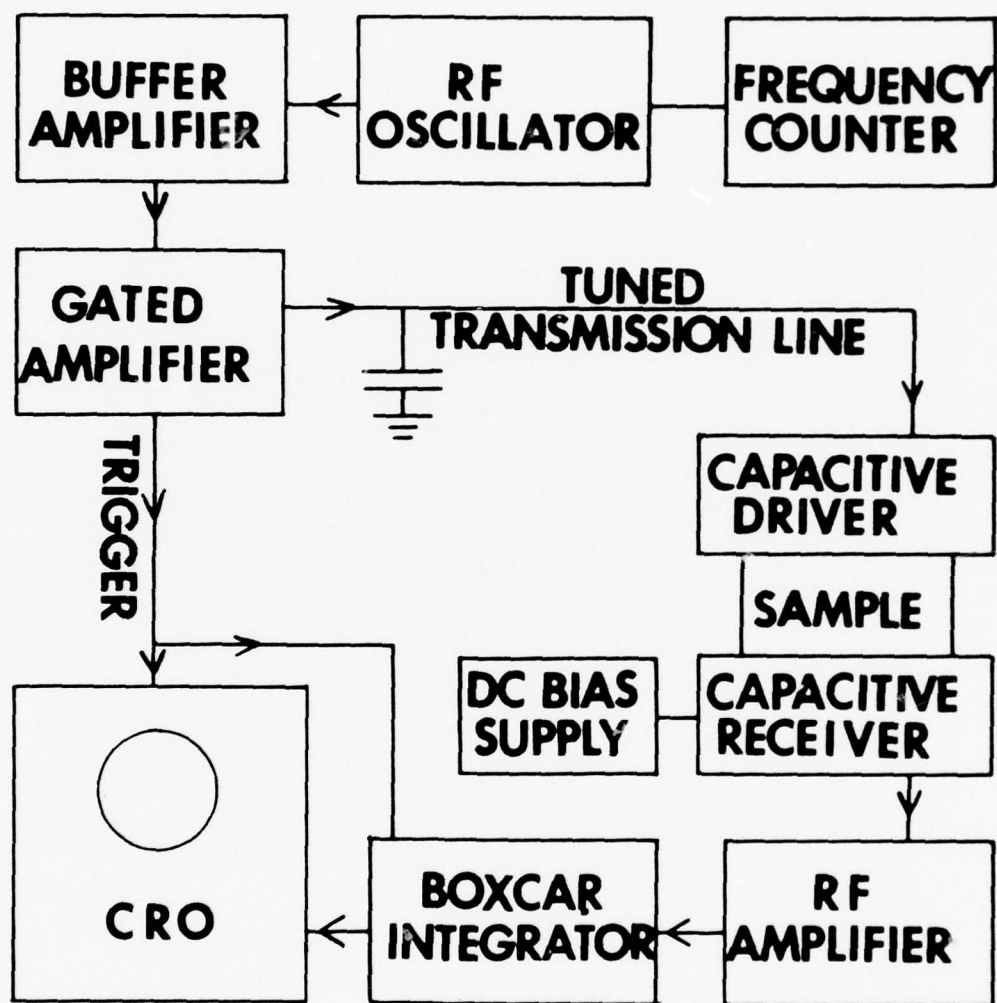 BUFFER
AMPLIFIER
RF
OSCILLATOR
FREQUENCY
COUNTER
GATED
AMPLIFIER
TUNED
TRANSMISSION LINE
TRIGGER
CAPACITIVE
DRIVER
SAMPLE
DC BIAS
SUPPLY
CAPACITIVE
RECEIVER
CRO
BOXCAR
INTEGRATOR
RF
AMPLIFIER